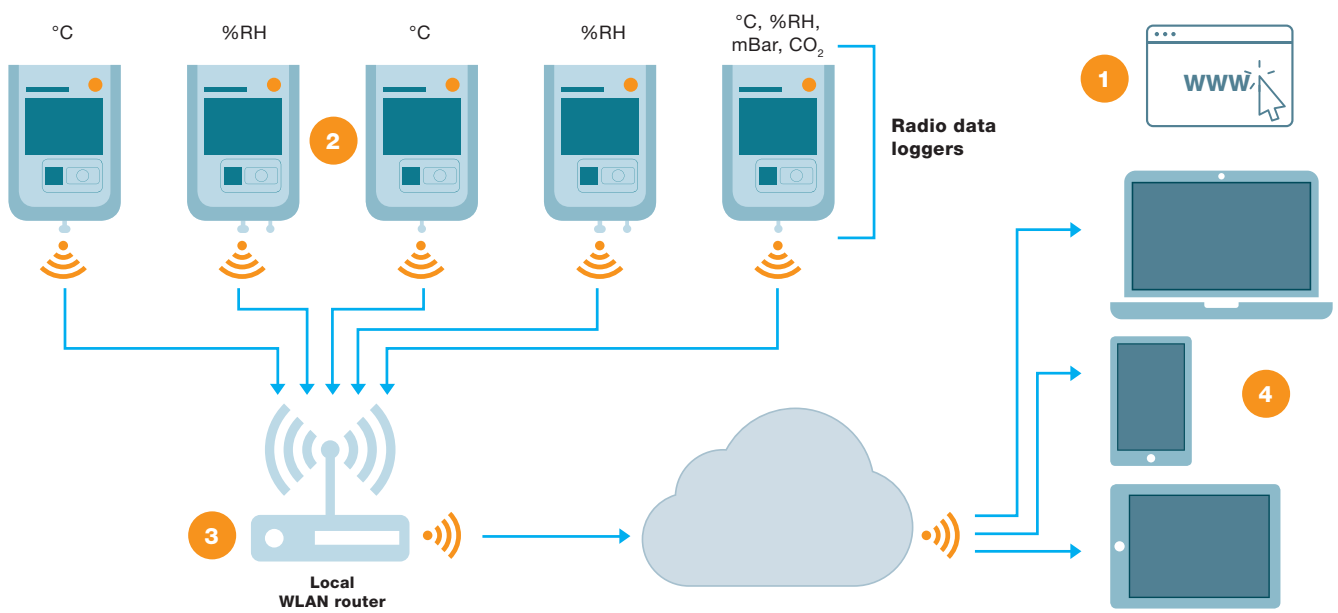 °C
%RH
°C
%RH
°C, %RH,
mBar, CO₂
1
www
2
Radio data
loggers
4
3
Local
WLAN router